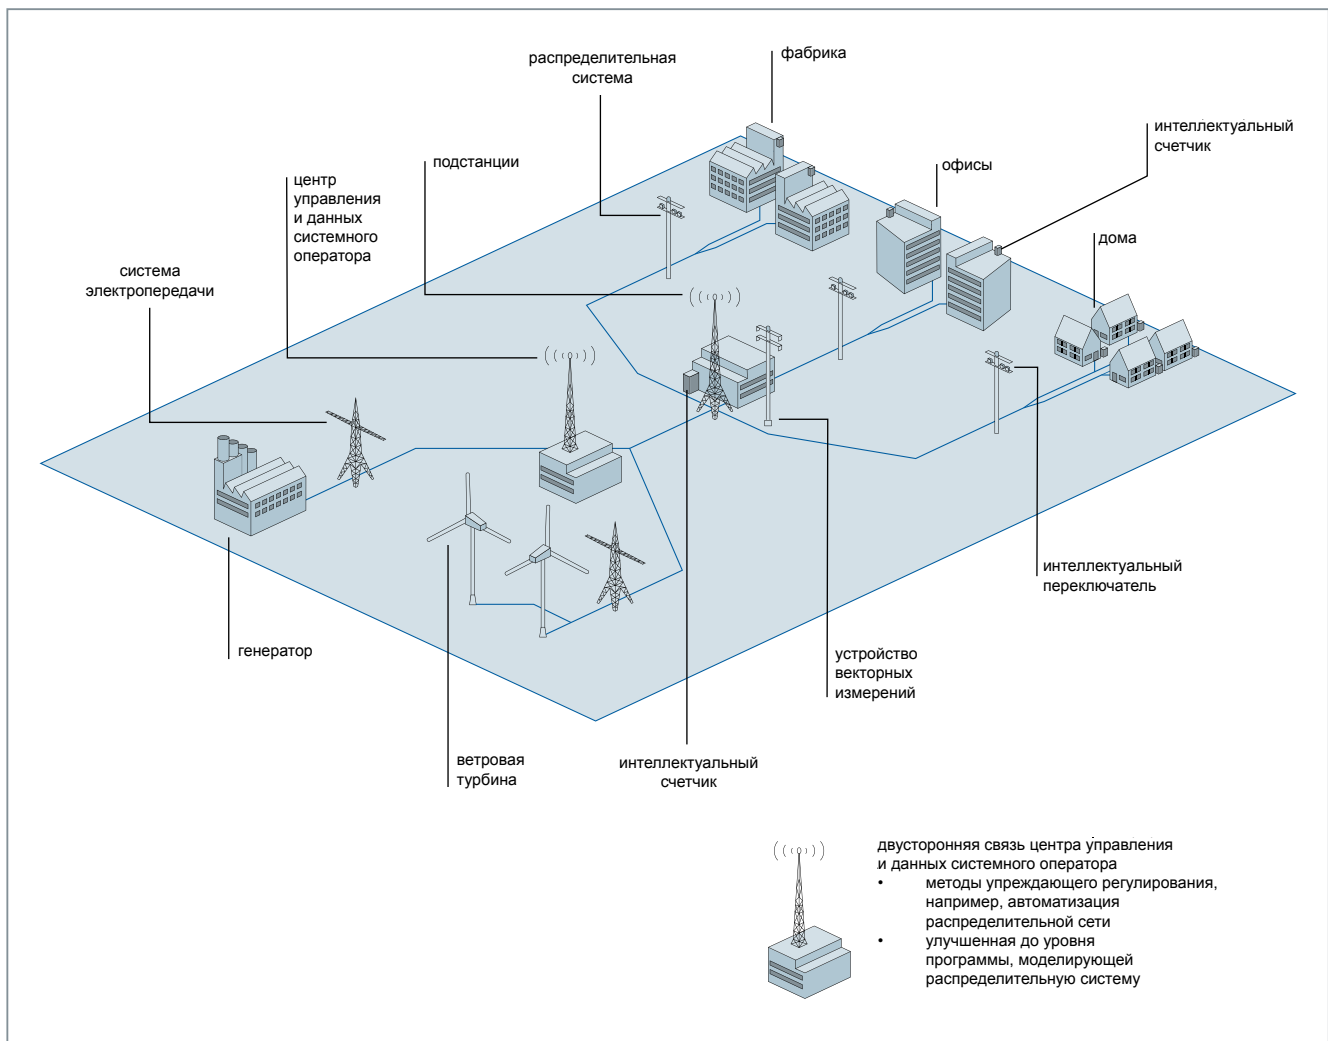 распределительная
система
фабрика
интеллектуальный
счетчик
подстанции
офисы
центр
управления
и данных
системного
оператора
дома
система
электропередачи
интеллектуальный
переключатель
генератор
устройство
векторных
измерений
ветровая
турбина
интеллектуальный
счетчик
двусторонняя связь центра управления
и данных системного оператора
• методы упреждающего регулирования,
например, автоматизация
распределительной сети
• улучшенная до уровня
программы, моделирующей
распределительную систему